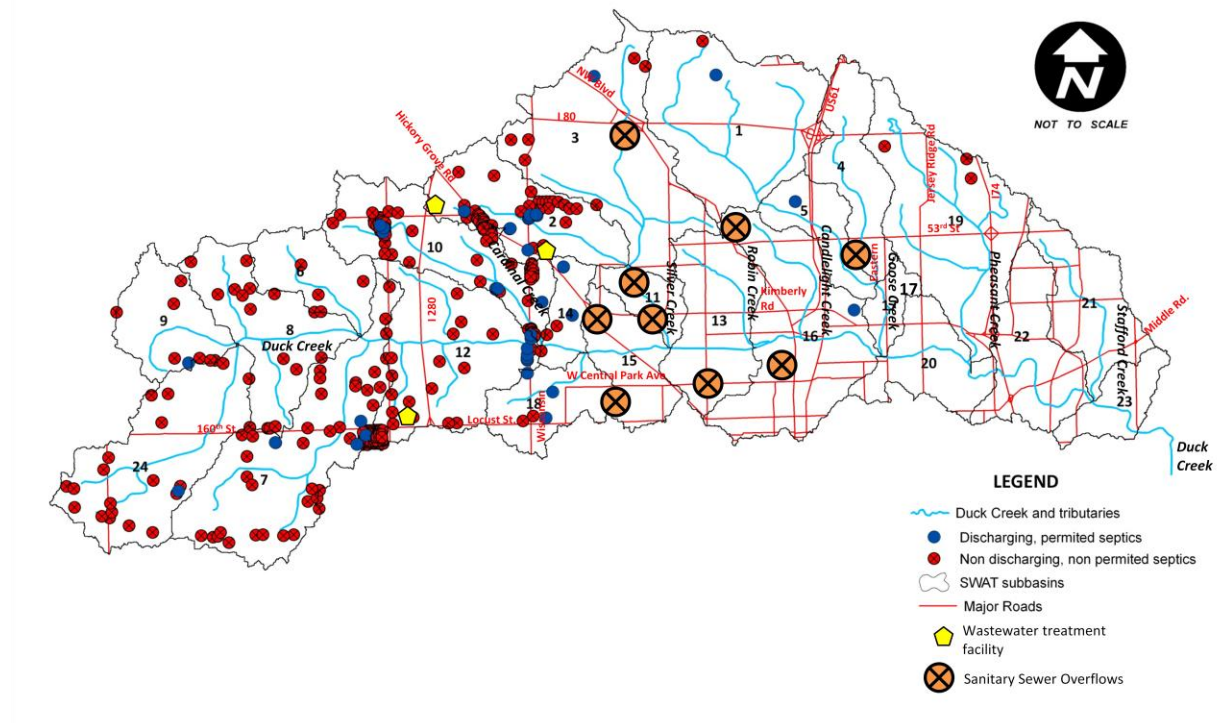 N
NOT TO SCALE
NW Blvd
US61
I 80
Hickory Grove Rd
3
1
4
Jersey Ridge Rd
I74
5
2
19
53rd St
10
Cardinal Creek
Silver Creek
Robin Creek
Candlelight Creek
Eastern
Goose Creek
Pheasant Creek
6
I 280
11
Kimberly
Rd
17
17
21
Stafford Creek
Middle Rd.
9
8
Duck Creek
14
13
16
22
12
15
20
W Central Park Ave
18
Wisconsin
23
160th St
Locust St.
24
7
Duck
Creek
LEGEND
Duck Creek and tributaries
Discharging, permited septics
Non discharging, non permited septics
SWAT subbasins
Major Roads
Wastewater treatment
facility
Sanitary Sewer Overflows